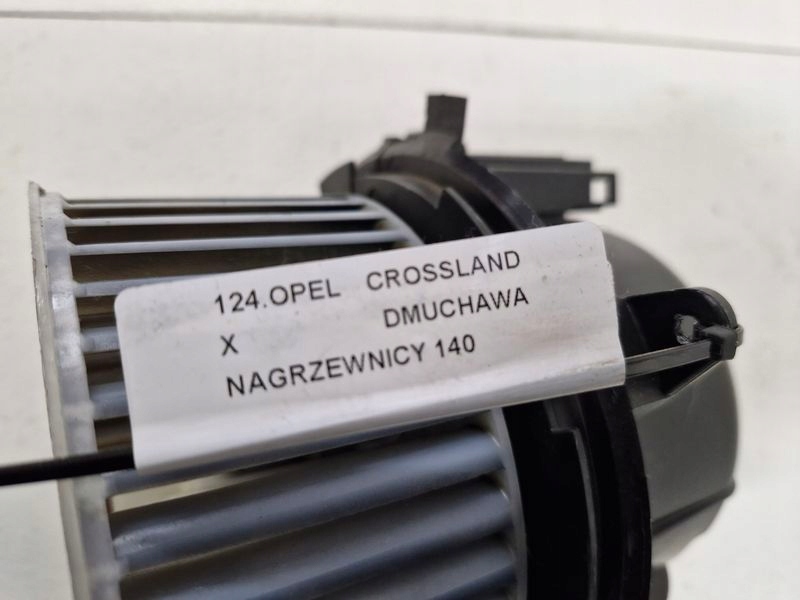 124.OPEL CROSSLAND
X DMUCHAWA
NAGRZEWNICY 140